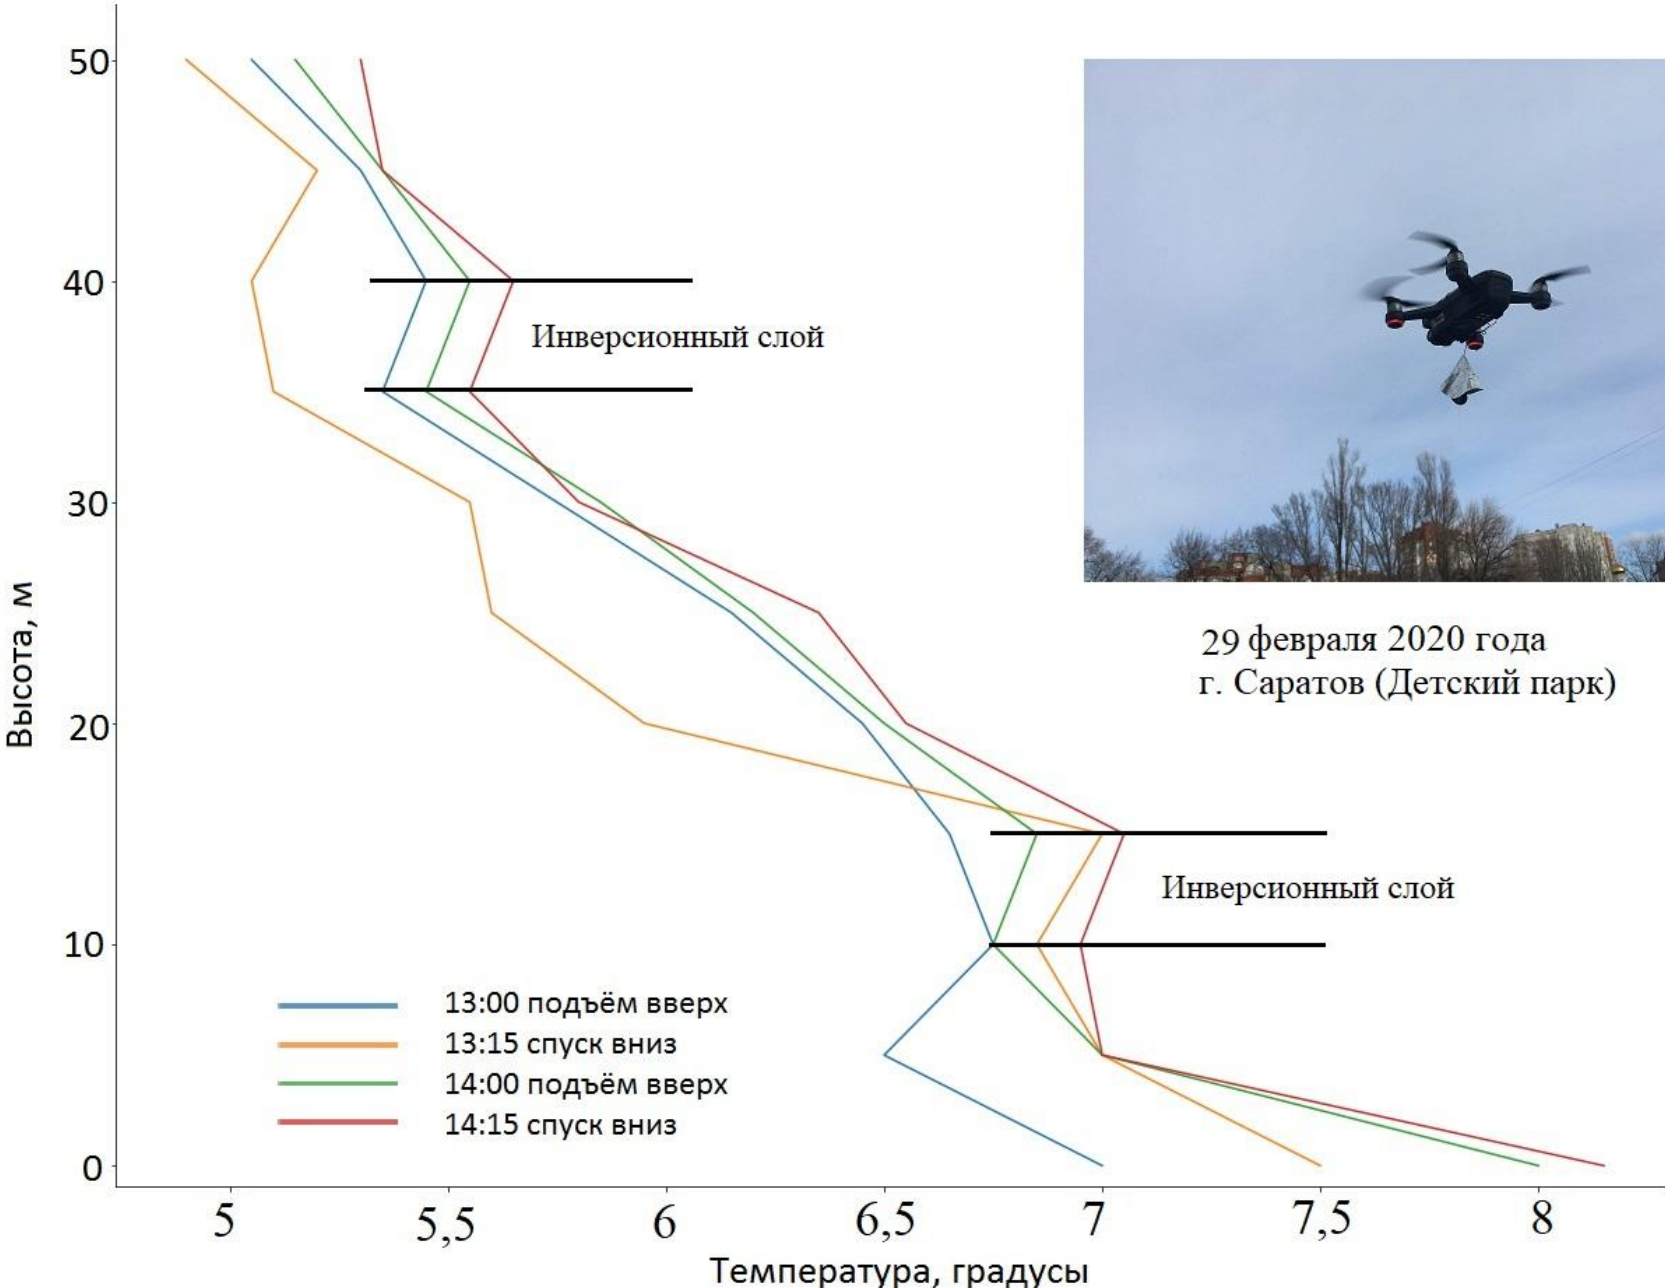 50
40
30
20
10
0
Высота, м
Инверсионный слой
29 февраля 2020 года
г. Саратов (Детский парк)
Инверсионный слой
13:00 подъём вверх
13:15 спуск вниз
14:00 подъём вверх
14:15 спуск вниз
5 5,5 6 6,5 7 7,5 8
Температура, градусы